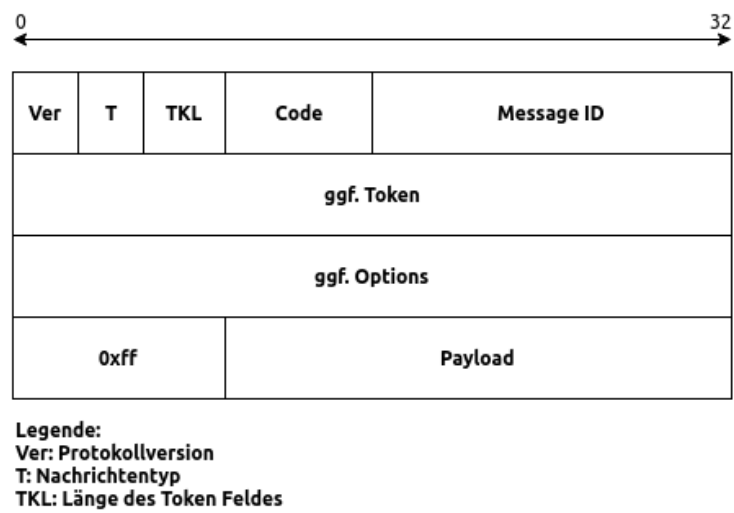 0 32
Ver T TKL Code Message ID
ggf. Token
ggf. Options
0xff Payload
Legende:
Ver: Protokollversion
T: Nachrichtentyp
TKL: Länge des Token Feldes